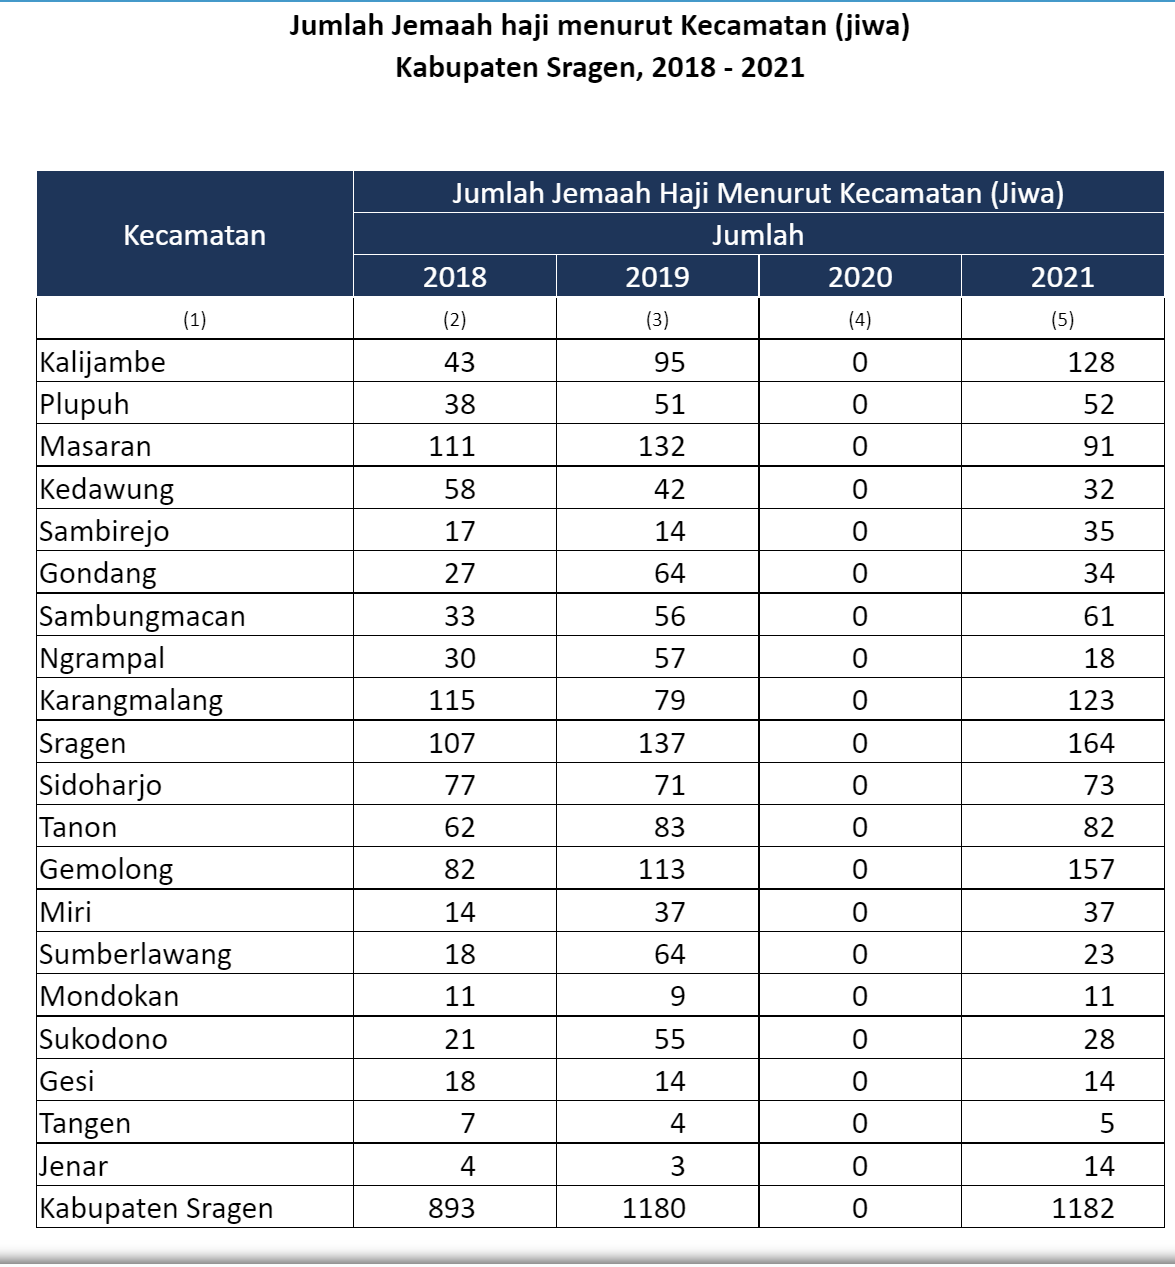 Jumlah Jemaah haji menurut Kecamatan (jiwa)
Kabupaten Sragen, 2018 - 2021
Kecamatan
Jumlah Jemaah Haji Menurut Kecamatan (Jiwa)
Jumlah
2018 2019 2020 2021
(1) (2) (3) (4) (5)
Kalijambe 43 95 0 128
Plupuh 38 51 0 52
Masaran 111 132 0 91
Kedawung 58 42 0 32
Sambirejo 17 14 0 35
Gondang 27 64 0 34
Sambungmacan 33 56 0 61
Ngrampal 30 57 0 18
Karangmalang 115 79 0 123
Sragen 107 137 0 164
Sidoharjo 77 71 0 73
Tanon 62 83 0 82
Gemolong 82 113 0 157
Miri 14 37 0 37
Sumberlawang 18 64 0 23
Mondokan 11 9 0 11
Sukodono 21 55 0 28
Gesi 18 14 0 14
Tangen 7 4 0 5
Jenar 4 3 0 14
Kabupaten Sragen 893 1180 0 1182